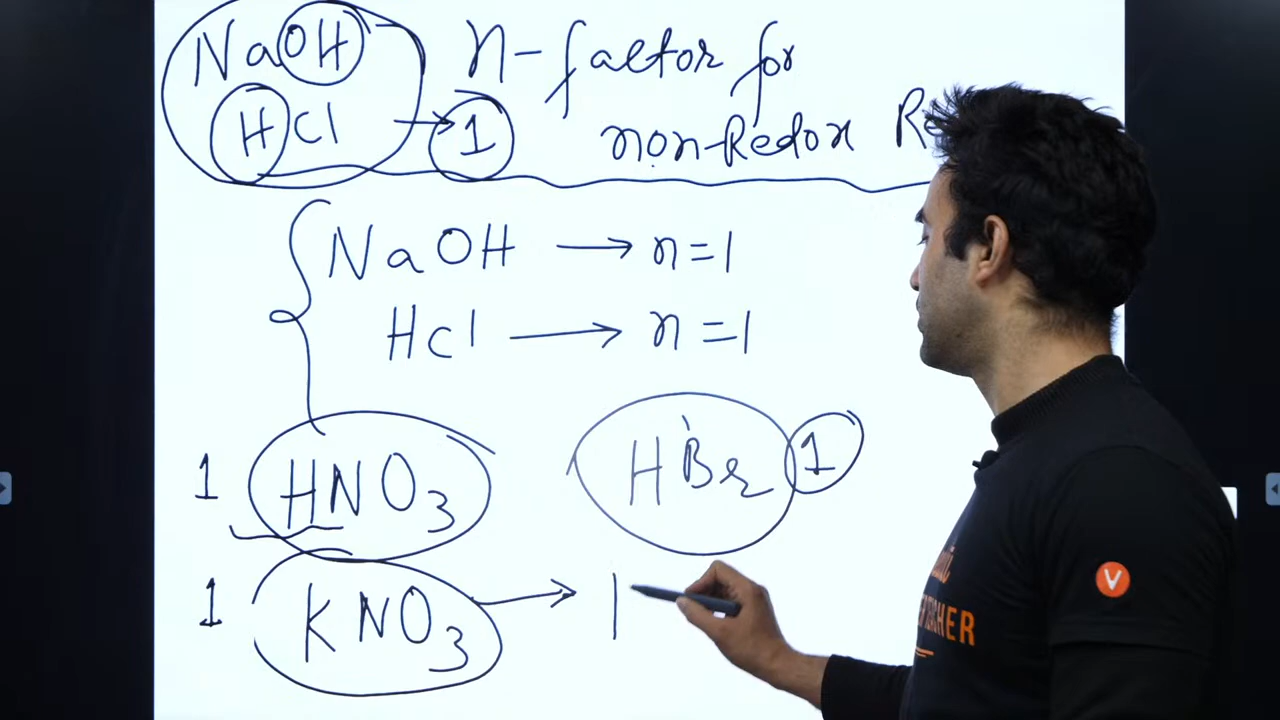 NaOH n-factor for
HCl → 1 non-Redox
NaOH → n=1
HCl → n=1
1 HNO3 HBr 1
1 KNO3 → 1
V